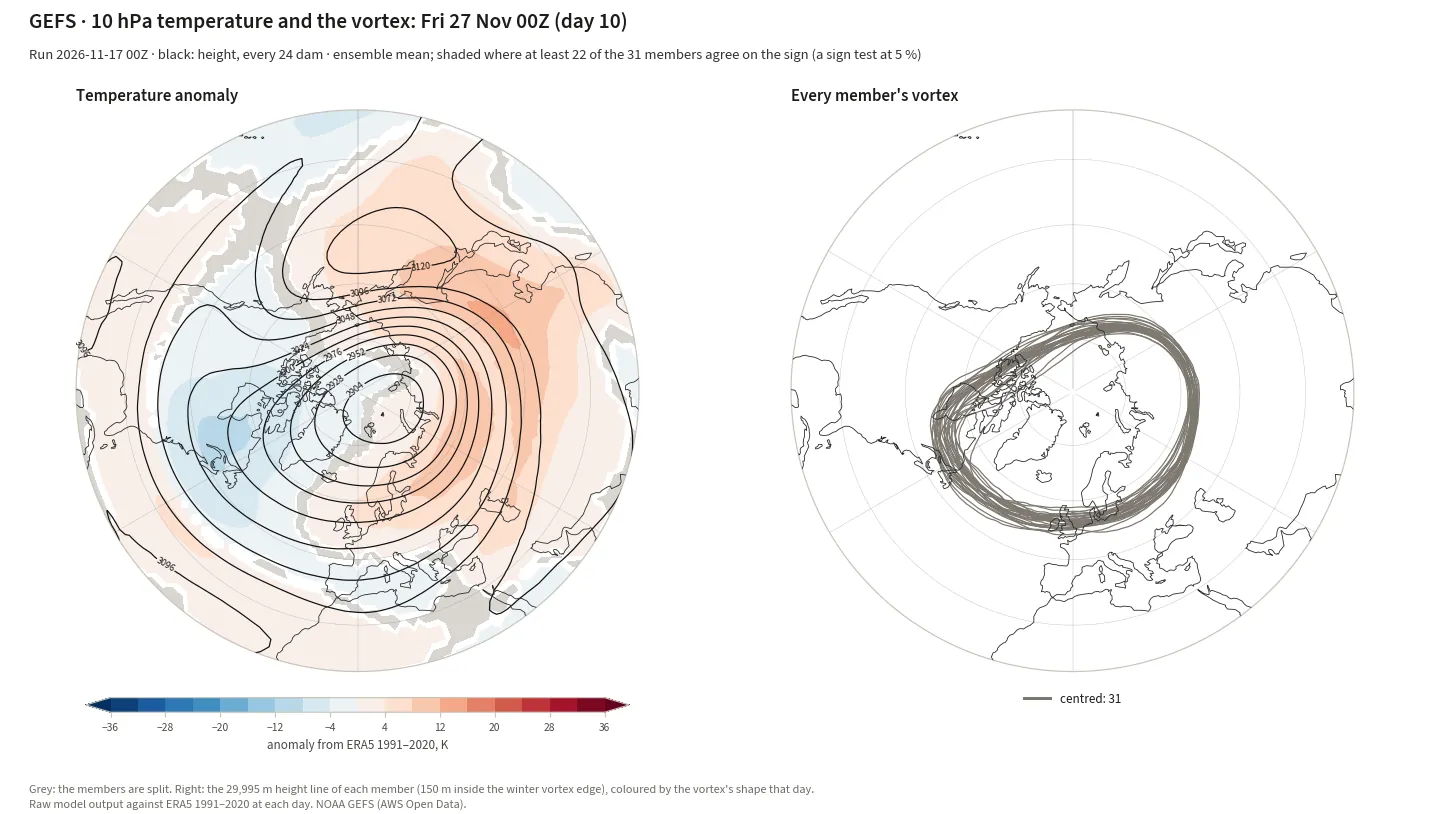 GEFS · 10 hPa temperature and the vortex: Fri 27 Nov 00Z (day 10)
Run 2026-11-17 00Z · black: height, every 24 dam · ensemble mean; shaded where at least 22 of the 31 members agree on the sign (a sign test at 5 %)
Temperature anomaly
Every member's vortex
3120
3096
3072
3048
3024
2976
2952
2928
2904
3096
centred: 31
−36 −28 −20 −12 −4 4 12 20 28 36
anomaly from ERA5 1991–2020, K
Grey: the members are split. Right: the 29,995 m height line of each member (150 m inside the winter vortex edge), coloured by the vortex's shape that day.
Raw model output against ERA5 1991–2020 at each day. NOAA GEFS (AWS Open Data).